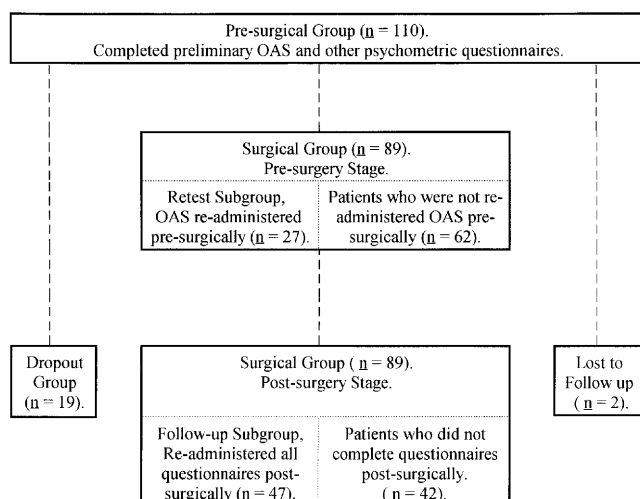 Pre-surgical Group (n = 110).
Completed preliminary OAS and other psychometric questionnaires.
Surgical Group (n = 89).
Pre-surgery Stage.
Retest Subgroup,
OAS re-administered
pre-surgically (n = 27).
Patients who were not re-
administered OAS pre-
surgically (n = 62).
Dropout
Group
(n = 19).
Surgical Group ( n = 89).
Post-surgery Stage.
Follow-up Subgroup,
Re-administered all
questionnaires post-
surgically (n = 47).
Patients who did not
complete questionnaires
post-surgically.
( n = 42).
Lost to
Follow up
( n = 2).